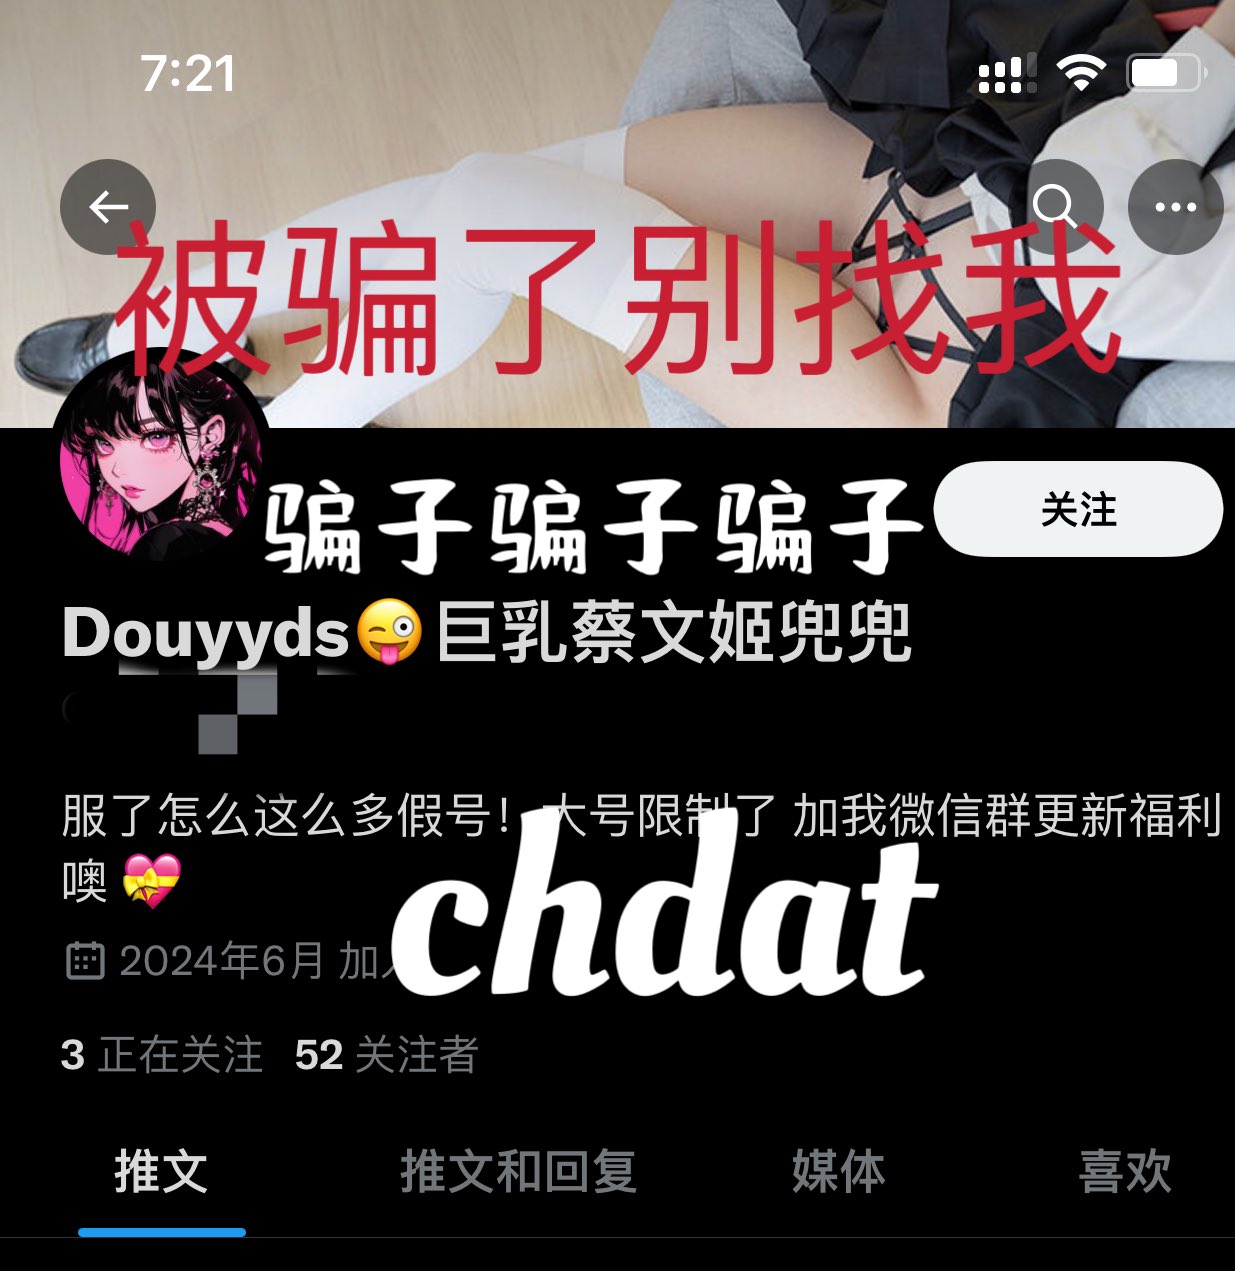 7:21
被骗了别找我
骗子骗子骗子
关注
Douyyds😜巨乳蔡文姬兜兜
服了怎么这么多假号！大号限制了 加我微信群更新福利
噢 💝
chdat
2024年6月 加入
3 正在关注 52 关注者
推文 推文和回复 媒体 喜欢